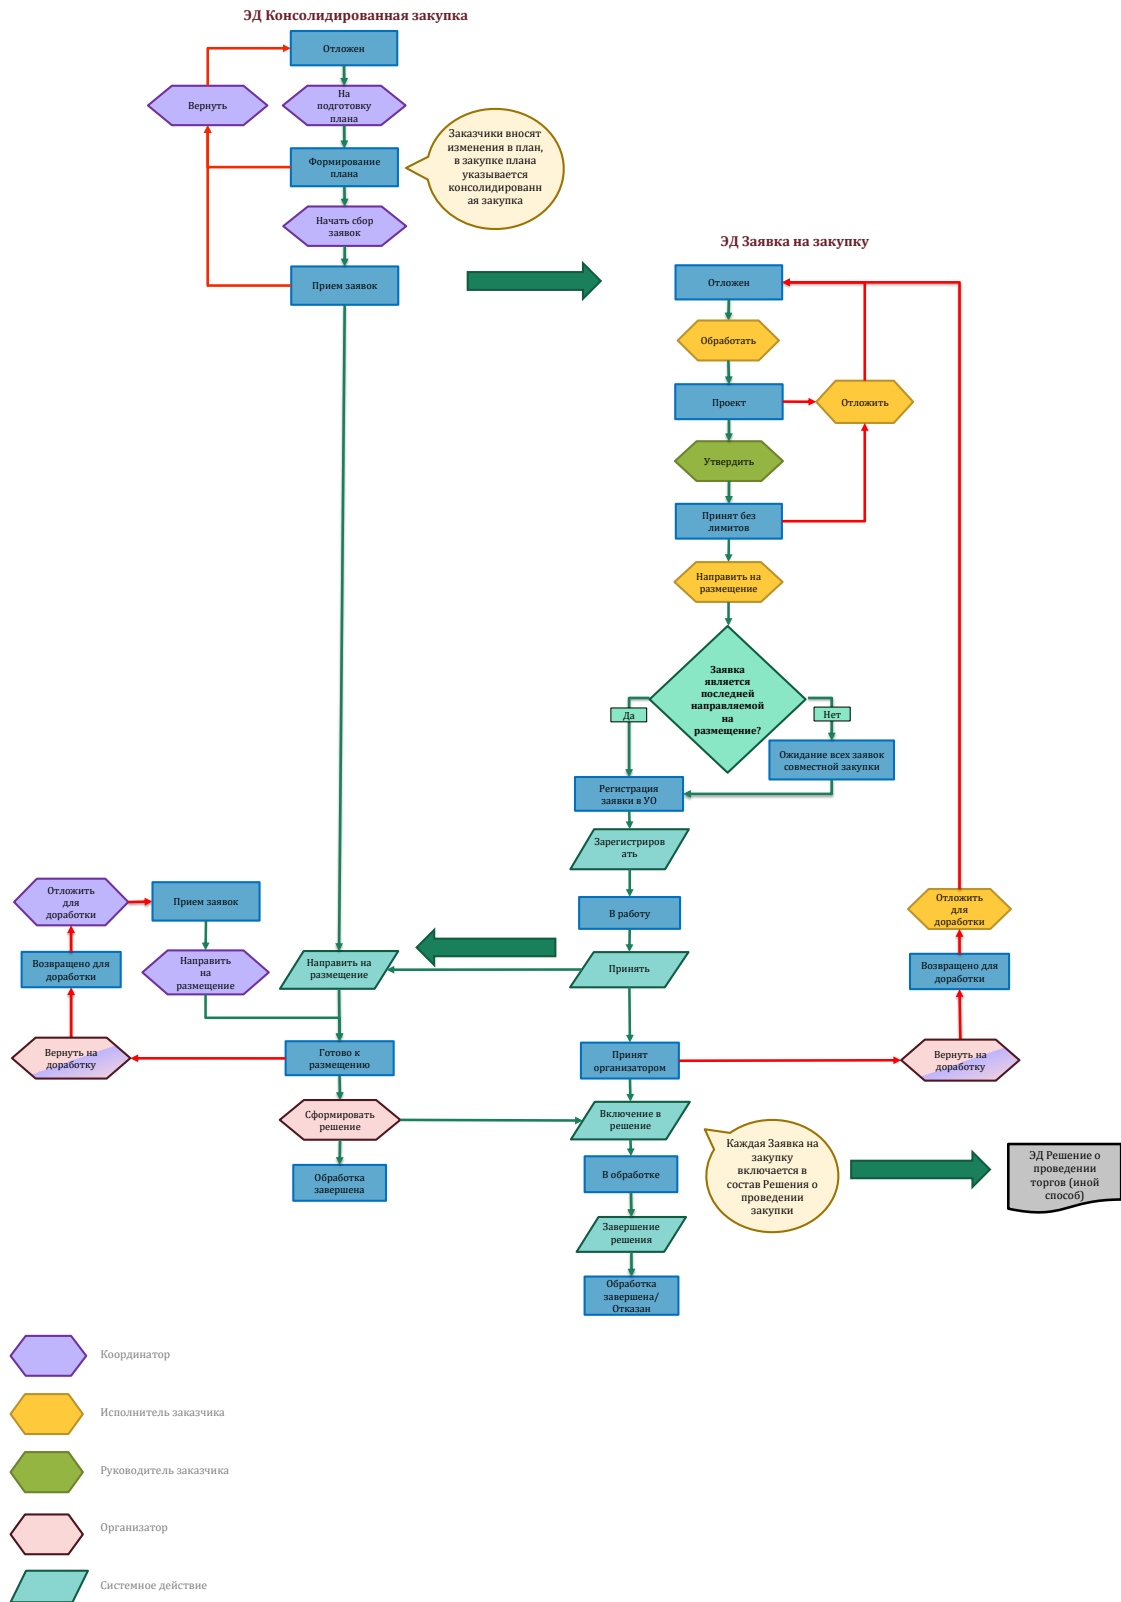 ЭД Консолидированная закупка
Отложен
Вернуть
На
подготовку
плана
Формирование
плана
Заказчики вносят
изменения в план,
в закупке плана
указывается
консолидированн
ая закупка
Начать сбор
заявок
Прием заявок
ЭД Заявка на закупку
Отложен
Обработать
Проект
Отложить
Утвердить
Принят без
лимитов
Направить на
размещение
Заявка
является
последней
направляемой
на
размещение?
Да
Нет
Ожидание всех заявок
совместной закупки
Регистрация
заявки в УО
Зарегистриров
ать
В работу
Принять
Отложить
для
доработки
Прием заявок
Возвращено для
доработки
Направить
на
размещение
Направить на
размещение
Вернуть на
доработку
Готово к
размещению
Сформировать
решение
Обработка
завершена
Отложить
для
доработки
Возвращено для
доработки
Вернуть на
доработку
Принят
организатором
Включение в
решение
В обработке
Завершение
решения
Обработка
завершена/
Отказан
Каждая Заявка на
закупку
включается в
состав Решения о
проведении
закупки
ЭД Решение о
проведении
торгов (иной
способ)
Координатор
Исполнитель заказчика
Руководитель заказчика
Организатор
Системное действие